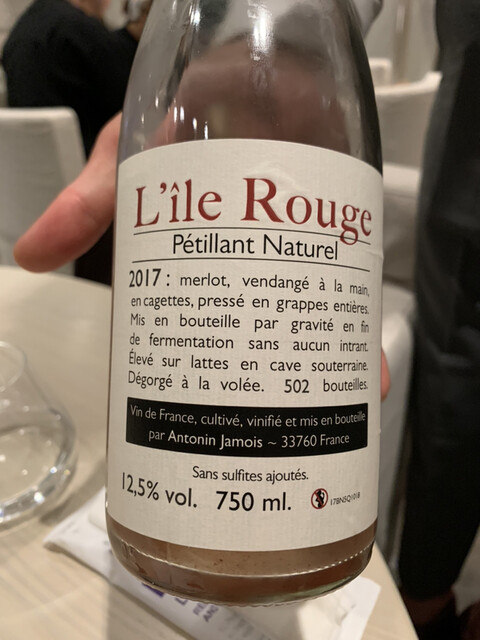 L'île Rouge
Pétillant Naturel
2017 : merlot, vendangé à la main,
en cagettes, pressé en grappes entières.
Mis en bouteille par gravité en fin
de fermentation sans aucun intrant.
Élevé sur lattes en cave souterraine.
Dégorgé à la volée. 502 bouteilles.
Vin de France, cultivé, vinifié et mis en bouteille
par Antonin Jamois ~ 33760 France
Sans sulfites ajoutés.
12,5% vol. 750 ml.